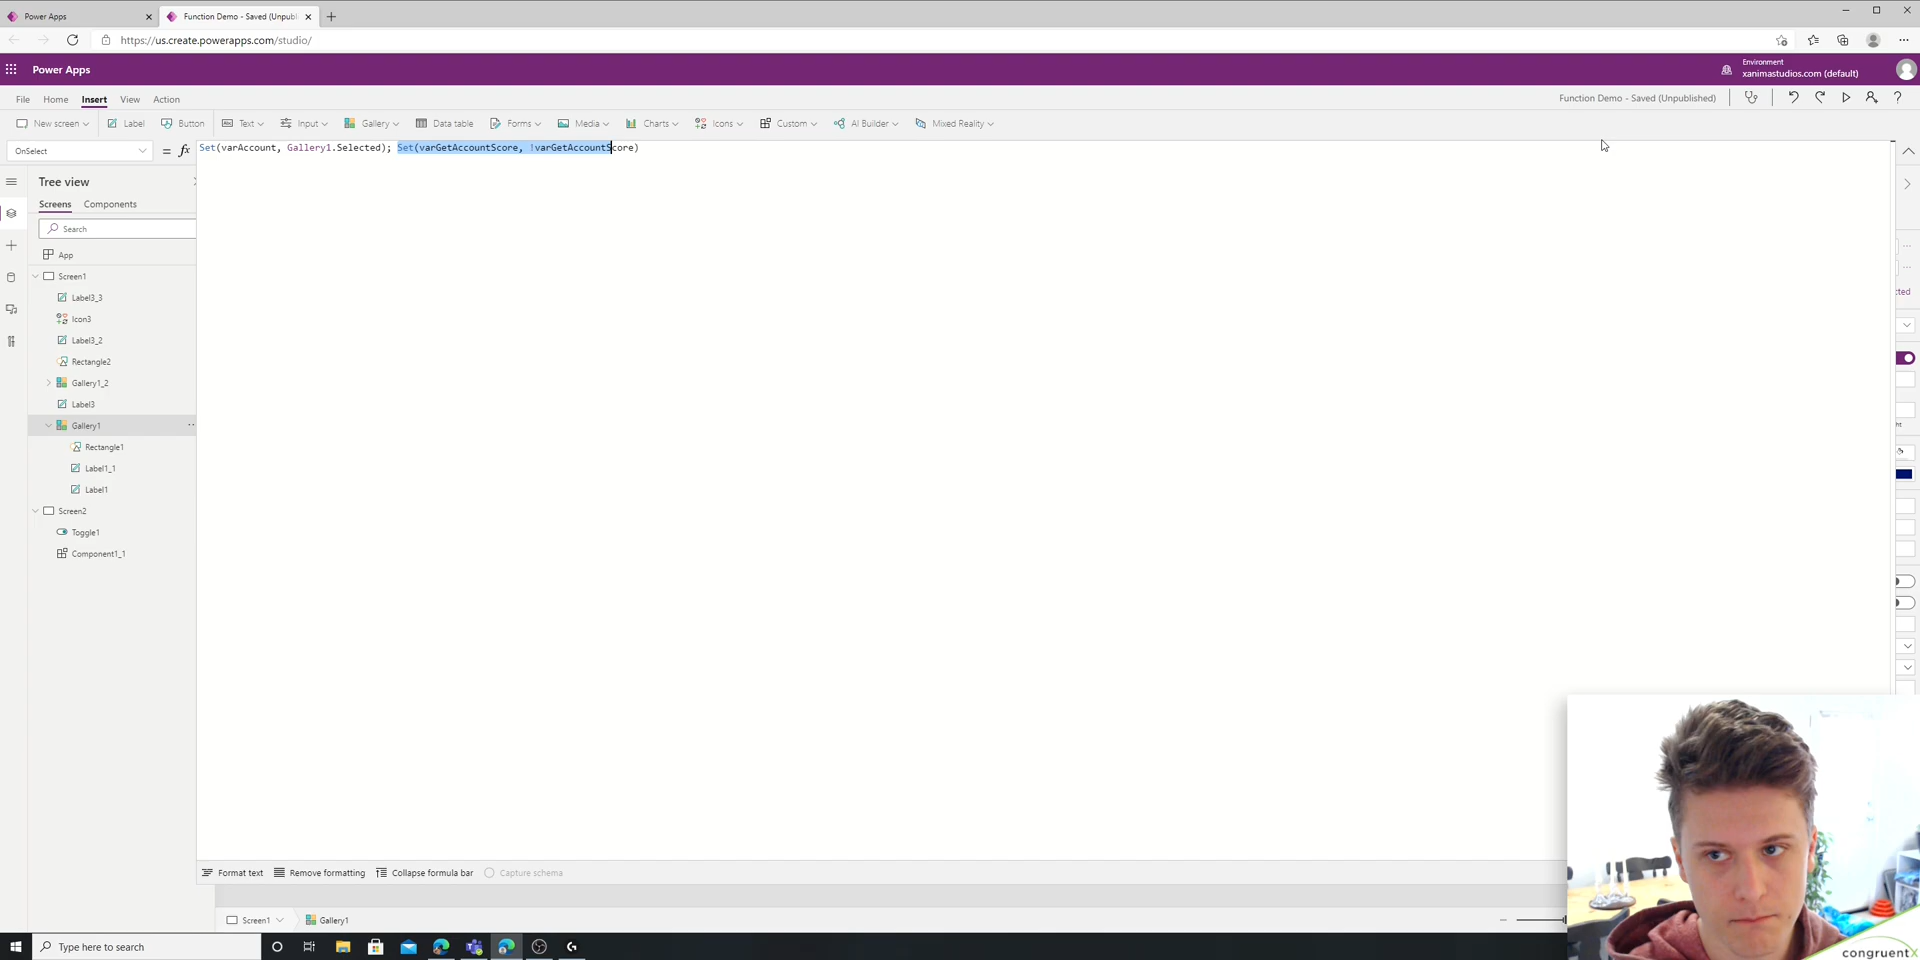 Power Apps
Function Demo - Saved (Unpubli
https://us.create.powerapps.com/studio/
Power Apps
Environment
xanimastudios.com (default)
File Home Insert View Action
Function Demo - Saved (Unpublished)
New screen Label Button Text Input Gallery Data table Forms Media Charts Icons Custom AI Builder Mixed Reality
OnSelect = fx Set(varAccount, Gallery1.Selected); Set(varGetAccountScore, !varGetAccountScore)
Tree view
Screens Components
Search
App
Screen1
Label3_3
Icon3
Label3_2
Rectangle2
Gallery1_2
Label3
Gallery1
Rectangle1
Label1_1
Label1
Screen2
Toggle1
Component1_1
cted
ht
Format text Remove formatting Collapse formula bar Capture schema
Screen1 Gallery1
Type here to search
congruentX